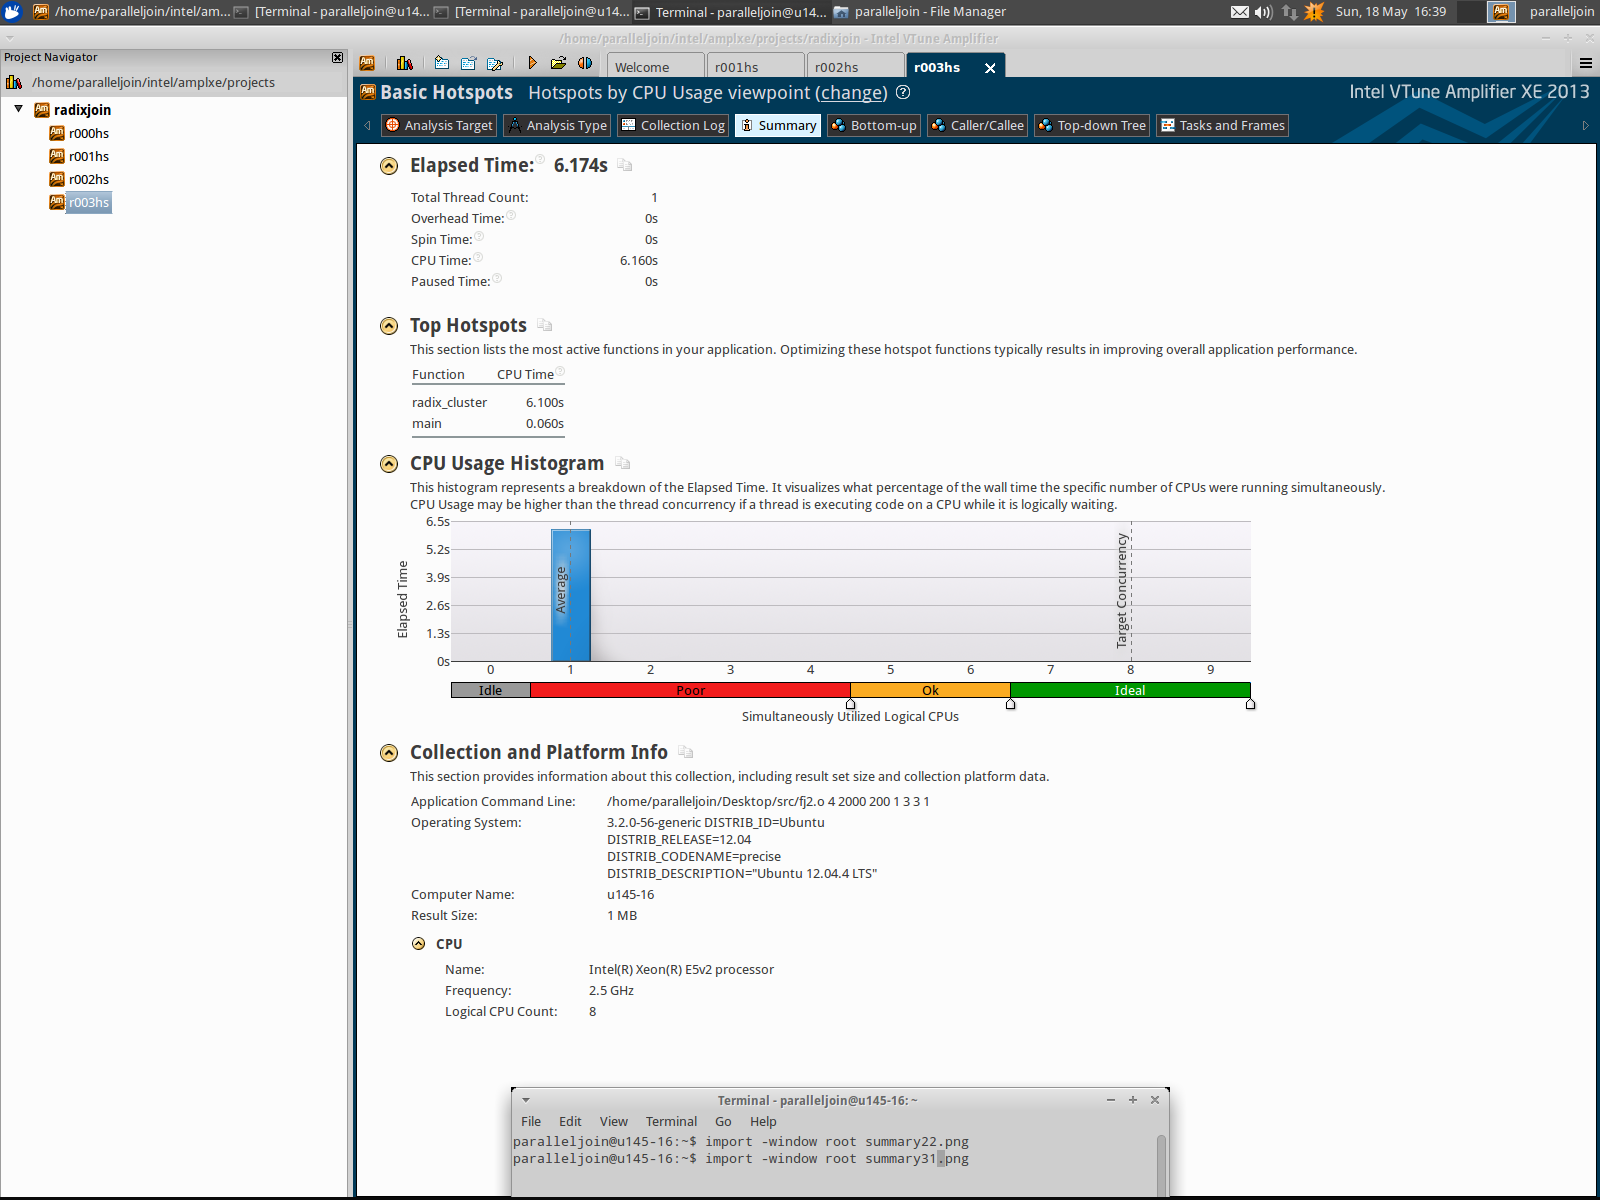 /home/paralleljoin/intel/am... [Terminal - paralleljoin@u14... [Terminal - paralleljoin@u14... Terminal - paralleljoin@u14... paralleljoin - File Manager Sun, 18 May 16:39 Am paralleljoin
/home/paralleljoin/intel/amplxe/projects/radixjoin - Intel VTune Amplifier
Project Navigator
/home/paralleljoin/intel/amplxe/projects
radixjoin
r000hs
r001hs
r002hs
r003hs
Welcome r001hs r002hs r003hs
Basic Hotspots Hotspots by CPU Usage viewpoint (change) Intel VTune Amplifier XE 2013
Analysis Target Analysis Type Collection Log Summary Bottom-up Caller/Callee Top-down Tree Tasks and Frames
Elapsed Time: 6.174s
Total Thread Count: 1
Overhead Time: 0s
Spin Time: 0s
CPU Time: 6.160s
Paused Time: 0s
Top Hotspots
This section lists the most active functions in your application. Optimizing these hotspot functions typically results in improving overall application performance.
Function CPU Time
radix_cluster 6.100s
main 0.060s
CPU Usage Histogram
This histogram represents a breakdown of the Elapsed Time. It visualizes what percentage of the wall time the specific number of CPUs were running simultaneously.
CPU Usage may be higher than the thread concurrency if a thread is executing code on a CPU while it is logically waiting.
6.5s
5.2s
3.9s
2.6s
1.3s
0s
Elapsed Time
Average
Target Concurrency
0 1 2 3 4 5 6 7 8 9
Idle Poor Ok Ideal
Simultaneously Utilized Logical CPUs
Collection and Platform Info
This section provides information about this collection, including result set size and collection platform data.
Application Command Line: /home/paralleljoin/Desktop/src/fj2.o 4 2000 200 1 3 3 1
Operating System: 3.2.0-56-generic DISTRIB_ID=Ubuntu
DISTRIB_RELEASE=12.04
DISTRIB_CODENAME=precise
DISTRIB_DESCRIPTION="Ubuntu 12.04.4 LTS"
Computer Name: u145-16
Result Size: 1 MB
CPU
Name: Intel(R) Xeon(R) E5v2 processor
Frequency: 2.5 GHz
Logical CPU Count: 8
Terminal - paralleljoin@u145-16: ~
File Edit View Terminal Go Help
paralleljoin@u145-16:~$ import -window root summary22.png
paralleljoin@u145-16:~$ import -window root summary31.png